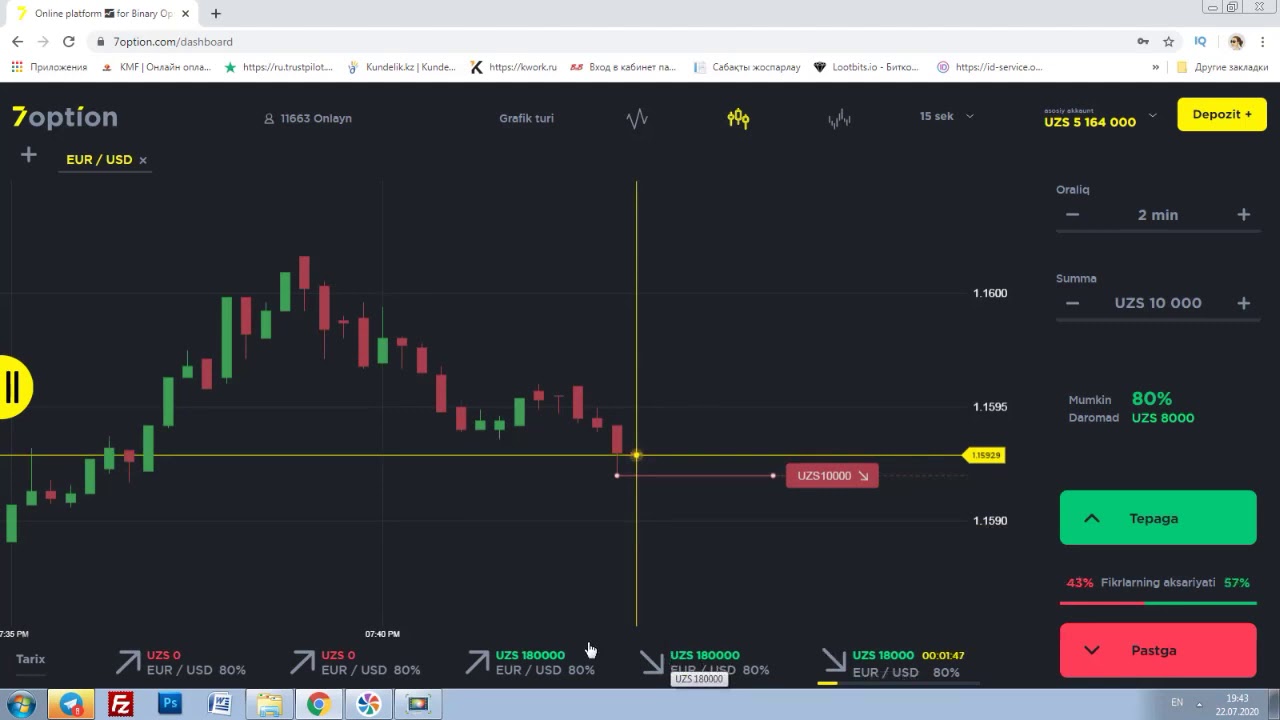 Online platform for Binary Op
7option.com/dashboard
IQ
Приложения
KMF | Онлайн опла...
https://ru.trustpilot....
Kundelik.kz | Kunde...
https://kwork.ru
Вход в кабинет па...
Сабақты жоспарлау
Lootbits.io - Битко...
https://id-service.o...
»
Другие закладки
7option
11663 Onlayn
Grafik turi
15 sek
asosiy akkaunt
UZS 5 164 000
Depozit +
EUR / USD
Oraliq
2 min
Summa
UZS 10 000
1.1600
1.1595
1.15929
1.1590
UZS10000
Mumkin 80%
Daromad UZS 8000
Tepaga
43% Fikrlarning aksariyati 57%
Pastga
7:35 PM
07:40 PM
Tarix
UZS 0
EUR / USD 80%
UZS 0
EUR / USD 80%
UZS 180000
EUR / USD 80%
UZS 180000
EUR / USD 80%
UZS 180000
UZS 18000 00:01:47
EUR / USD 80%
8
Fz
Ps
W
EN
19:43
22.07.2020